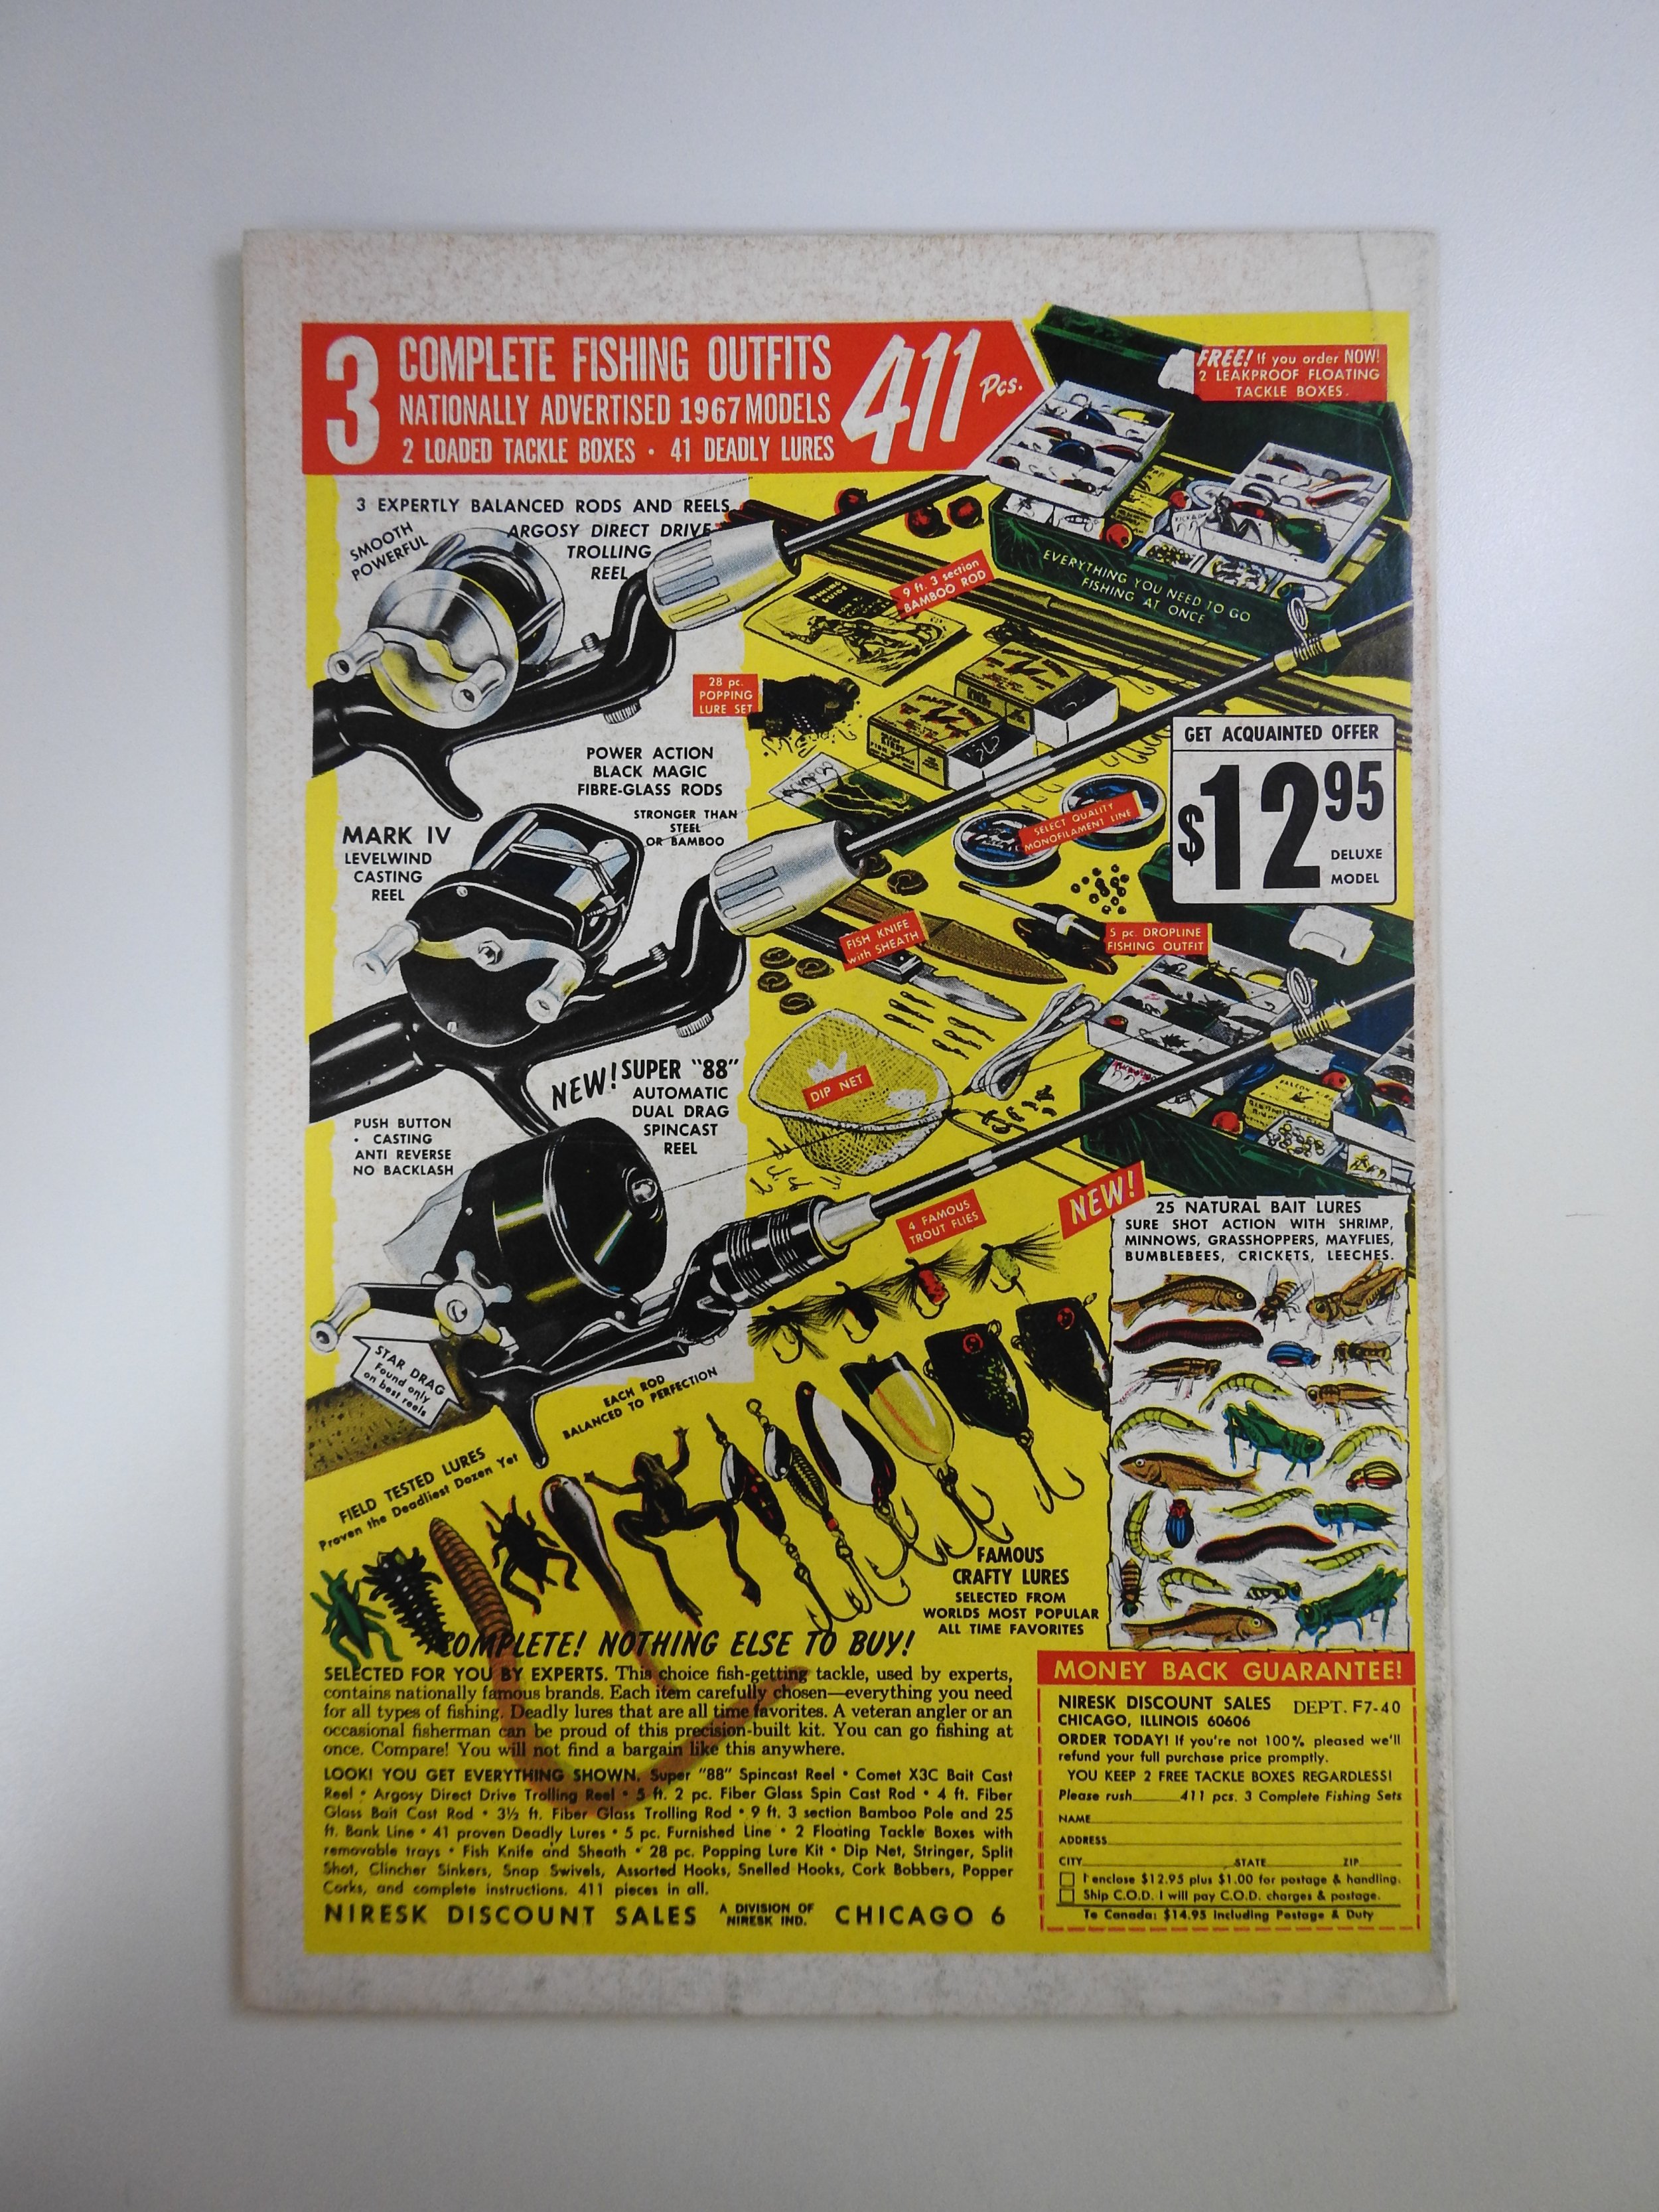 3
COMPLETE FISHING OUTFITS
NATIONALLY ADVERTISED 1967 MODELS
2 LOADED TACKLE BOXES • 41 DEADLY LURES
411 Pcs.
FREE! If you order NOW!
2 LEAKPROOF FLOATING
TACKLE BOXES.
3 EXPERTLY BALANCED RODS AND REELS
SMOOTH
POWERFUL
ARGOSY DIRECT DRIVE
TROLLING
REEL
9 ft. 3 section
BAMBOO ROD
EVERYTHING YOU NEED TO GO
FISHING AT ONCE
28 pc.
POPPING
LURE SET
GET ACQUAINTED OFFER
$12.95
DELUXE
MODEL
POWER ACTION
BLACK MAGIC
FIBRE-GLASS RODS
STRONGER THAN
STEEL
OR BAMBOO
MARK IV
LEVELWIND
CASTING
REEL
SELECT QUALITY
MONOFILAMENT LINE
FISH KNIFE
with SHEATH
5 pc. DROPLINE
FISHING OUTFIT
NEW! SUPER "88"
AUTOMATIC
DUAL DRAG
SPINCAST
REEL
DIP NET
FALCON
PUSH BUTTON
• CASTING
ANTI REVERSE
NO BACKLASH
4 FAMOUS
TROUT FLIES
NEW!
25 NATURAL BAIT LURES
SURE SHOT ACTION WITH SHRIMP,
MINNOWS, GRASSHOPPERS, MAYFLIES,
BUMBLEBEES, CRICKETS, LEECHES.
STAR DRAG
Found only
on best reels
EACH ROD
BALANCED TO PERFECTION
FIELD TESTED LURES
Proven the Deadliest Dozen Yet
FAMOUS
CRAFTY LURES
SELECTED FROM
WORLDS MOST POPULAR
ALL TIME FAVORITES
COMPLETE! NOTHING ELSE TO BUY!
SELECTED FOR YOU BY EXPERTS. This choice fish-getting tackle, used by experts,
contains nationally famous brands. Each item carefully chosen—everything you need
for all types of fishing. Deadly lures that are all time favorites. A veteran angler or an
occasional fisherman can be proud of this precision-built kit. You can go fishing at
once. Compare! You will not find a bargain like this anywhere.
LOOK! YOU GET EVERYTHING SHOWN. Super "88" Spincast Reel • Comet X3C Bait Cast
Reel • Argosy Direct Drive Trolling Reel • 5 ft. 2 pc. Fiber Glass Spin Cast Rod • 4 ft. Fiber
Glass Bait Cast Rod • 3½ ft. Fiber Glass Trolling Rod • 9 ft. 3 section Bamboo Pole and 25
ft. Bank Line • 41 proven Deadly Lures • 5 pc. Furnished Line • 2 Floating Tackle Boxes with
removable trays • Fish Knife and Sheath • 28 pc. Popping Lure Kit • Dip Net, Stringer, Split
Shot, Clincher Sinkers, Snap Swivels, Assorted Hooks, Snelled Hooks, Cork Bobbers, Popper
Corks, and complete instructions. 411 pieces in all.
NIRESK DISCOUNT SALES A DIVISION OF NIRESK IND. CHICAGO 6
MONEY BACK GUARANTEE!
NIRESK DISCOUNT SALES DEPT. F7-40
CHICAGO, ILLINOIS 60606
ORDER TODAY! If you're not 100% pleased we'll
refund your full purchase price promptly.
YOU KEEP 2 FREE TACKLE BOXES REGARDLESS!
Please rush____411 pcs. 3 Complete Fishing Sets
NAME
ADDRESS
CITY STATE ZIP
I enclose $12.95 plus $1.00 for postage & handling.
Ship C.O.D. I will pay C.O.D. charges & postage.
To Canada: $14.95 Including Postage & Duty